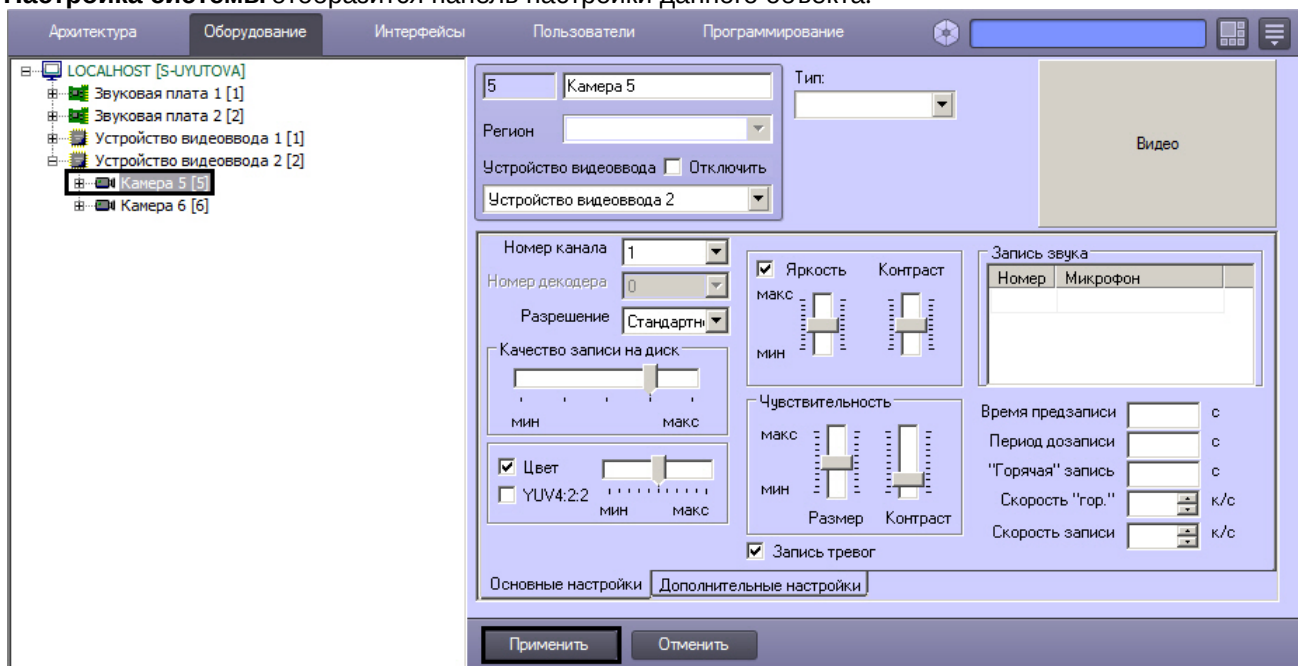 Настройка системы отобразится панель настройки данного объекта.
Архитектура Оборудование Интерфейсы Пользователи Программирование
LOCALHOST [S-UYUTOVA]
Звуковая плата 1 [1]
Звуковая плата 2 [2]
Устройство видеоввода 1 [1]
Устройство видеоввода 2 [2]
Камера 5 [5]
Камера 6 [6]
5 Камера 5
Тип:
Регион
Устройство видеоввода Отключить
Устройство видеоввода 2
Видео
Номер канала 1
Номер декодера 0
Разрешение Стандартн
Качество записи на диск
мин макс
Цвет
YUV4:2:2
мин макс
Яркость Контраст
макс
мин
Чувствительность
макс
мин
Размер Контраст
Запись тревог
Запись звука
Номер Микрофон
Время предзаписи с
Период дозаписи с
"Горячая" запись с
Скорость "гор." к/с
Скорость записи к/с
Основные настройки Дополнительные настройки
Применить Отменить